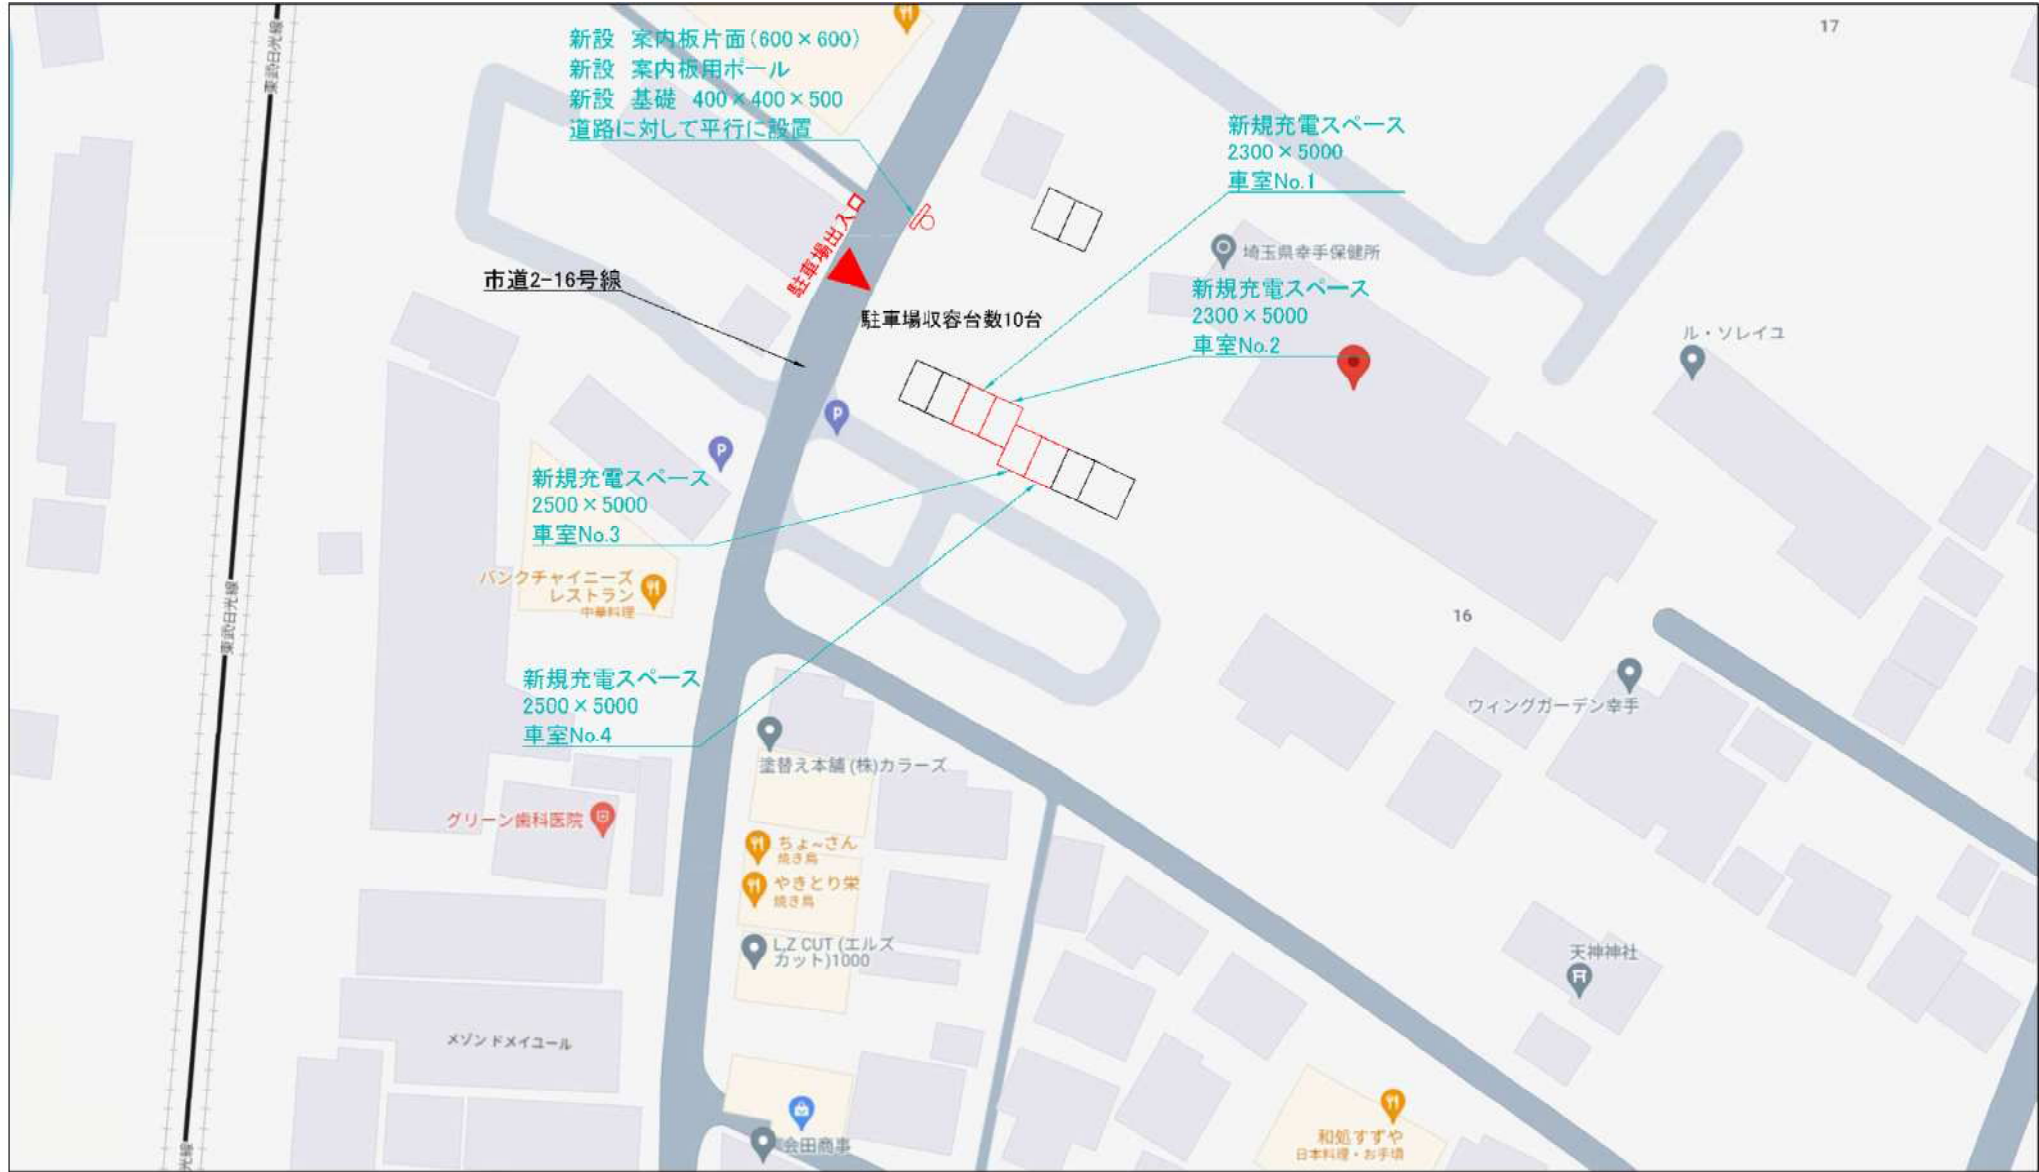 東武日光線
新設 案内板片面(600×600)
新設 案内板用ポール
新設 基礎 400×400×500
道路に対して平行に設置
17
新規充電スペース
2300×5000
車室No.1
駐車場出入口
埼玉県幸手保健所
市道2-16号線
新規充電スペース
2300×5000
車室No.2
駐車場収容台数10台
ル・ソレイユ
P
P
新規充電スペース
2500×5000
車室No.3
バンクチャイニーズ
レストラン
中華料理
東武日光線
16
新規充電スペース
2500×5000
車室No.4
ウィングガーデン幸手
塗替え本舗 (株)カラーズ
グリーン歯科医院
ちょ~さん
焼き鳥
やきとり栄
焼き鳥
L,Z CUT (エルズ
カット)1000
天神神社
メゾンドメイユール
会田商事
和処すずや
日本料理・お手頃
光線